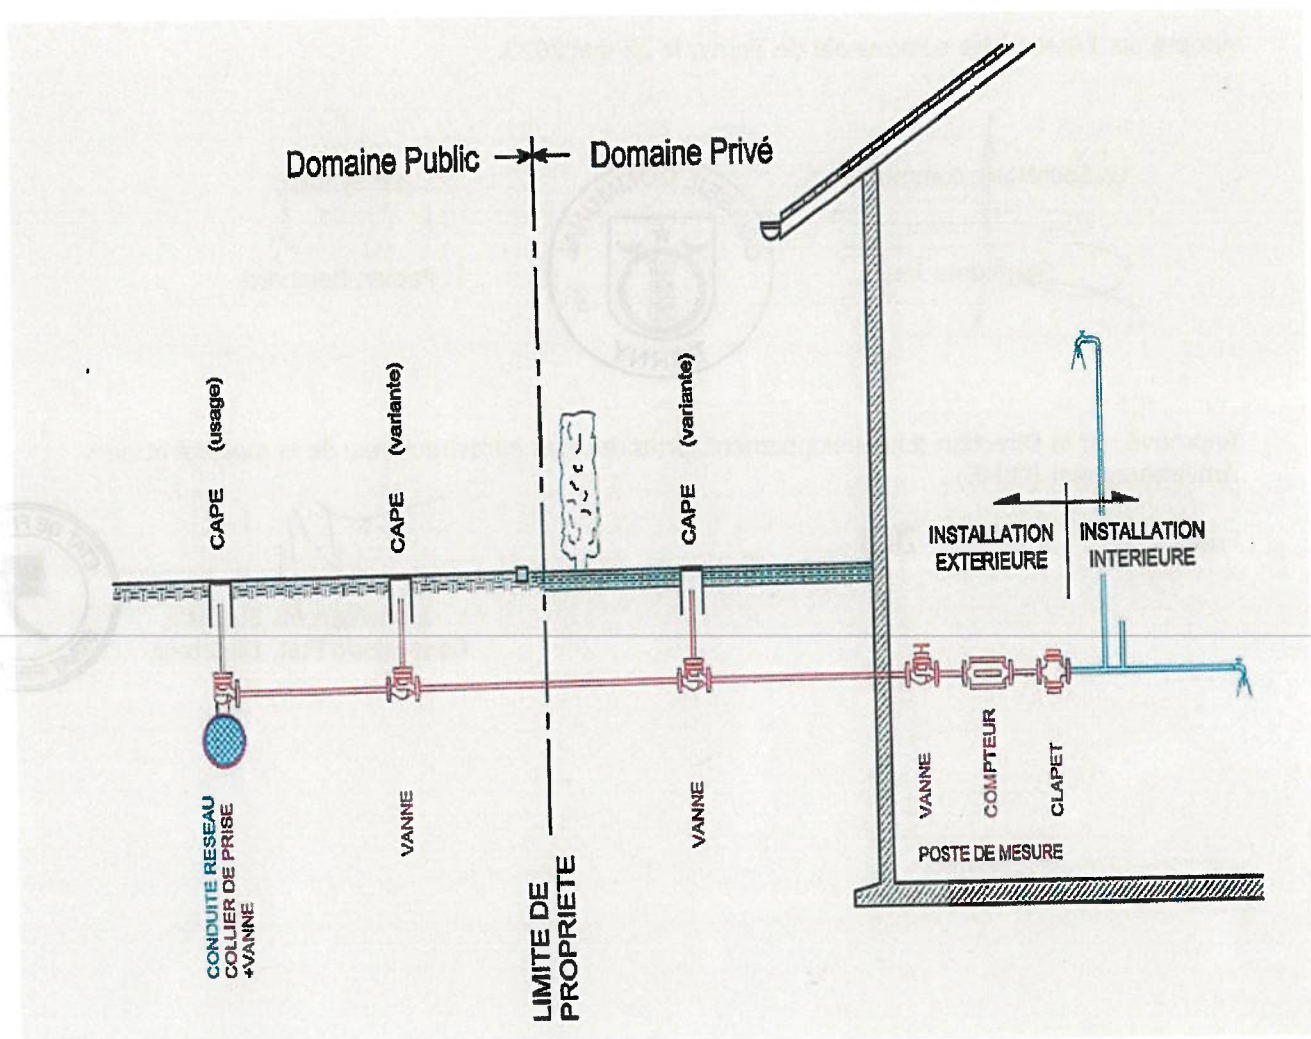 Domaine Public
Domaine Privé
CAPE (usage)
CAPE (variante)
CAPE (variante)
INSTALLATION
EXTERIEURE
INSTALLATION
INTERIEURE
CONDUITE RESEAU
COLLIER DE PRISE
+VANNE
VANNE
LIMITE DE
PROPRIETE
VANNE
VANNE
COMPTEUR
CLAPET
POSTE DE MESURE